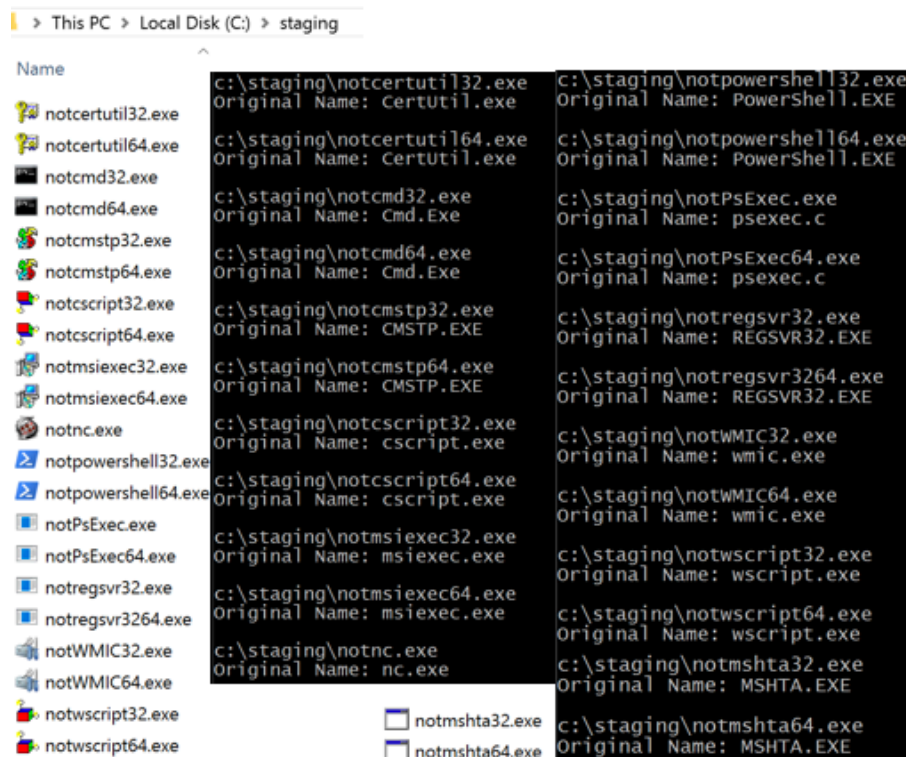 > This PC > Local Disk (C:) > staging
Name
notcertutil32.exe
notcertutil64.exe
notcmd32.exe
notcmd64.exe
notcmstp32.exe
notcmstp64.exe
notcscript32.exe
notcscript64.exe
notmsiexec32.exe
notmsiexec64.exe
notnc.exe
notpowershell32.exe
notpowershell64.exe
notPsExec.exe
notPsExec64.exe
notregsvr32.exe
notregsvr3264.exe
notWMIC32.exe
notWMIC64.exe
notwscript32.exe
notwscript64.exe
c:\staging\notcertutil32.exe
Original Name: CertUtil.exe
c:\staging\notcertutil64.exe
Original Name: CertUtil.exe
c:\staging\notcmd32.exe
Original Name: Cmd.Exe
c:\staging\notcmd64.exe
Original Name: Cmd.Exe
c:\staging\notcmstp32.exe
Original Name: CMSTP.EXE
c:\staging\notcmstp64.exe
Original Name: CMSTP.EXE
c:\staging\notcscript32.exe
Original Name: cscript.exe
c:\staging\notcscript64.exe
Original Name: cscript.exe
c:\staging\notmsiexec32.exe
Original Name: msiexec.exe
c:\staging\notmsiexec64.exe
Original Name: msiexec.exe
c:\staging\notnc.exe
Original Name: nc.exe
notmshta32.exe
notmshta64.exe
c:\staging\notpowershell32.exe
Original Name: PowerShell.EXE
c:\staging\notpowershell64.exe
Original Name: PowerShell.EXE
c:\staging\notPsExec.exe
Original Name: psexec.c
c:\staging\notPsExec64.exe
Original Name: psexec.c
c:\staging\notregsvr32.exe
Original Name: REGSVR32.EXE
c:\staging\notregsvr3264.exe
Original Name: REGSVR32.EXE
c:\staging\notWMIC32.exe
Original Name: wmic.exe
c:\staging\notWMIC64.exe
Original Name: wmic.exe
c:\staging\notwscript32.exe
Original Name: wscript.exe
c:\staging\notwscript64.exe
Original Name: wscript.exe
c:\staging\notmshta32.exe
Original Name: MSHTA.EXE
c:\staging\notmshta64.exe
Original Name: MSHTA.EXE